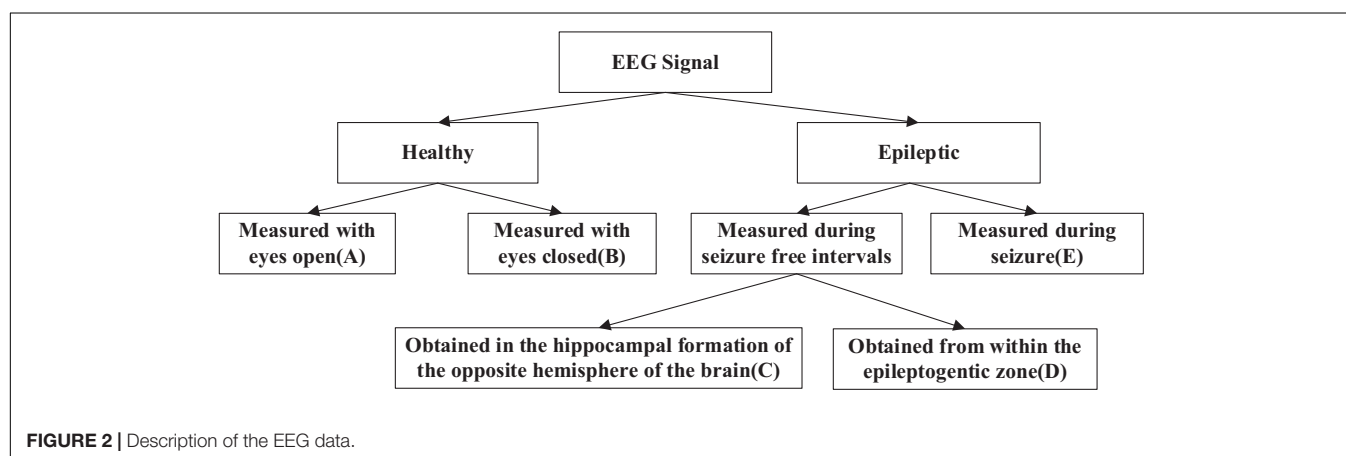 EEG Signal
Healthy
Epileptic
Measured with
eyes open(A)
Measured with
eyes closed(B)
Measured during
seizure free intervals
Measured during
seizure(E)
Obtained in the hippocampal formation of
the opposite hemisphere of the brain(C)
Obtained from within the
epileptogentic zone(D)
FIGURE 2 | Description of the EEG data.